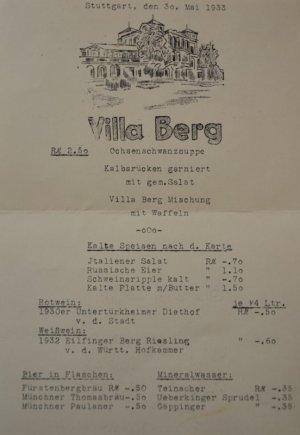 Stuttgart, den 30. Mai 1933
Villa Berg
RM 2.50 Ochsenschwanzsuppe
Kalbsrücken garniert
mit gem.Salat
Villa Berg Mischung
mit Waffeln
-oOo-
Kalte Speisen nach d. Karte
Jtaliener Salat RM -.70
Russische Eier " 1.10
Schweinsripple kalt " -.70
Kalte Platte m/Butter " 1.50
Rotwein: je 1/4 Ltr.
1930er Untertürkheimer Diethof RM -.50
v. d. Stadt
Weißwein:
1932 Eilfinger Berg Riesling " -.60
v. d. Württ. Hofkammer
Bier in Flaschen: Mineralwasser:
Fürstenbergbräu RM -.50 Teinacher RM -.35
Münchner Thomasbräu -.50 Ueberkinger Sprudel -.35
Münchner Paulaner -.50 Göppinger " -.35